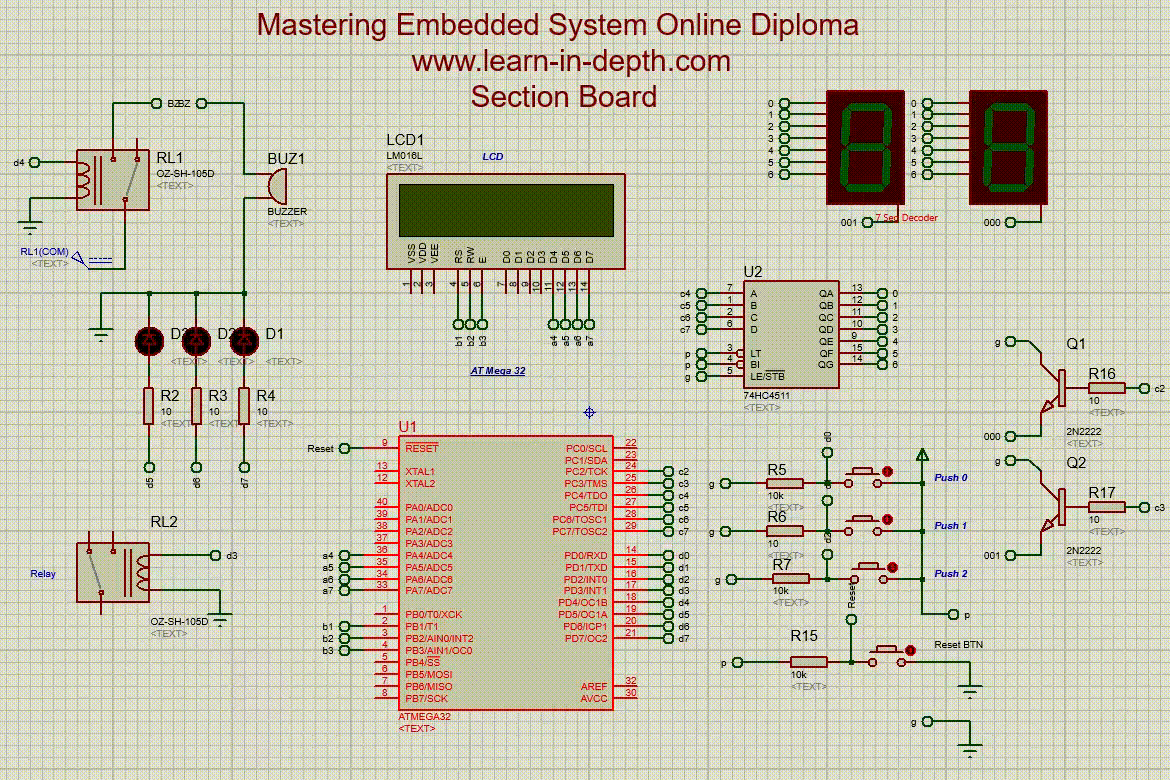 Mastering Embedded System Online Diploma
www.learn-in-depth.com
Section Board
BZ BZ
d4
RL1
OZ-SH-105D
<TEXT>
BUZ1
BUZZER
<TEXT>
RL1(COM)
<TEXT>
LCD1
LM016L
<TEXT>
LCD
VSS VDD VEE RS RW E D0 D1 D2 D3 D4 D5 D6 D7
1 2 3 4 5 6 7 8 9 10 11 12 13 14
b1 b2 b3 a4 a5 a6 a7
0 0
1 1
2 2
3 3
4 4
5 5
6 6
001 7 Seg Decoder 000
D1
<TEXT> <TEXT> <TEXT>
R2 R3 R4
10 10 10
<TEXT> <TEXT> <TEXT>
d5 d6 d7
AT Mega 32
U2
c4 7 A QA 13 0
c5 1 B QB 12 1
c6 2 C QC 11 2
c7 6 D QD 10 3
QE 9 4
p 3 LT QF 15 5
p 4 BI QG 14 6
g 5 LE/STB
74HC4511
<TEXT>
g Q1
R16 c2
10
<TEXT>
000 2N2222
<TEXT>
g Q2
R17 c3
10
<TEXT>
001 2N2222
<TEXT>
U1
Reset 9 RESET PC0/SCL 22
PC1/SDA 23
13 XTAL1 PC2/TCK 24 c2
12 XTAL2 PC3/TMS 25 c3
PC4/TDO 26 c4
40 PA0/ADC0 PC5/TDI 27 c5
39 PA1/ADC1 PC6/TOSC1 28 c6
38 PA2/ADC2 PC7/TOSC2 29 c7
37 PA3/ADC3
a4 36 PA4/ADC4 PD0/RXD 14 d0
a5 35 PA5/ADC5 PD1/TXD 15 d1
a6 34 PA6/ADC6 PD2/INT0 16 d2
a7 33 PA7/ADC7 PD3/INT1 17 d3
PD4/OC1B 18 d4
1 PB0/T0/XCK PD5/OC1A 19 d5
b1 2 PB1/T1 PD6/ICP1 20 d6
b2 3 PB2/AIN0/INT2 PD7/OC2 21 d7
b3 4 PB3/AIN1/OC0
5 PB4/SS
6 PB5/MOSI
7 PB6/MISO AREF 32
8 PB7/SCK AVCC 30
ATMEGA32
<TEXT>
RL2
d3
Relay
OZ-SH-105D
<TEXT>
d0
g R5 Push 0
10k
<TEXT>
g R6 Push 1
10
<TEXT>
g R7 Push 2
10k
<TEXT>
Reset
p
R15 Reset BTN
p
10k
<TEXT>
g